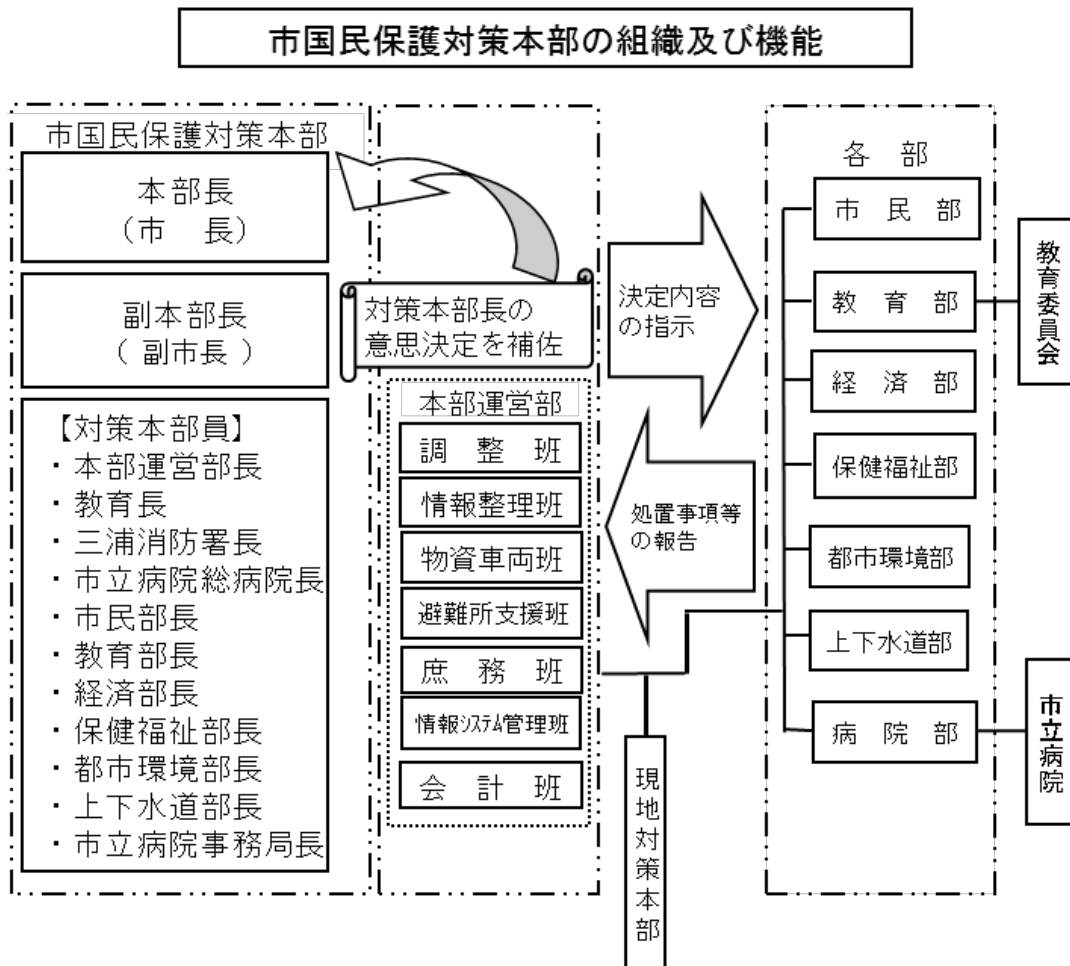 市国民保護対策本部の組織及び機能
市国民保護対策本部
本部長
（市　長）
副本部長
（ 副市長 ）
【対策本部員】
・本部運営部長
・教育長
・三浦消防署長
・市立病院総病院長
・市民部長
・教育部長
・経済部長
・保健福祉部長
・都市環境部長
・上下水道部長
・市立病院事務局長
対策本部長の
意思決定を補佐
本部運営部
調　整　班
情報整理班
物資車両班
避難所支援班
庶　務　班
情報ｼｽﾃﾑ管理班
会　計　班
決定内容
の指示
処置事項等
の報告
現地対策本部
各　部
市　民　部
教　育　部
経　済　部
保健福祉部
都市環境部
上下水道部
病　院　部
教育委員会
市立病院